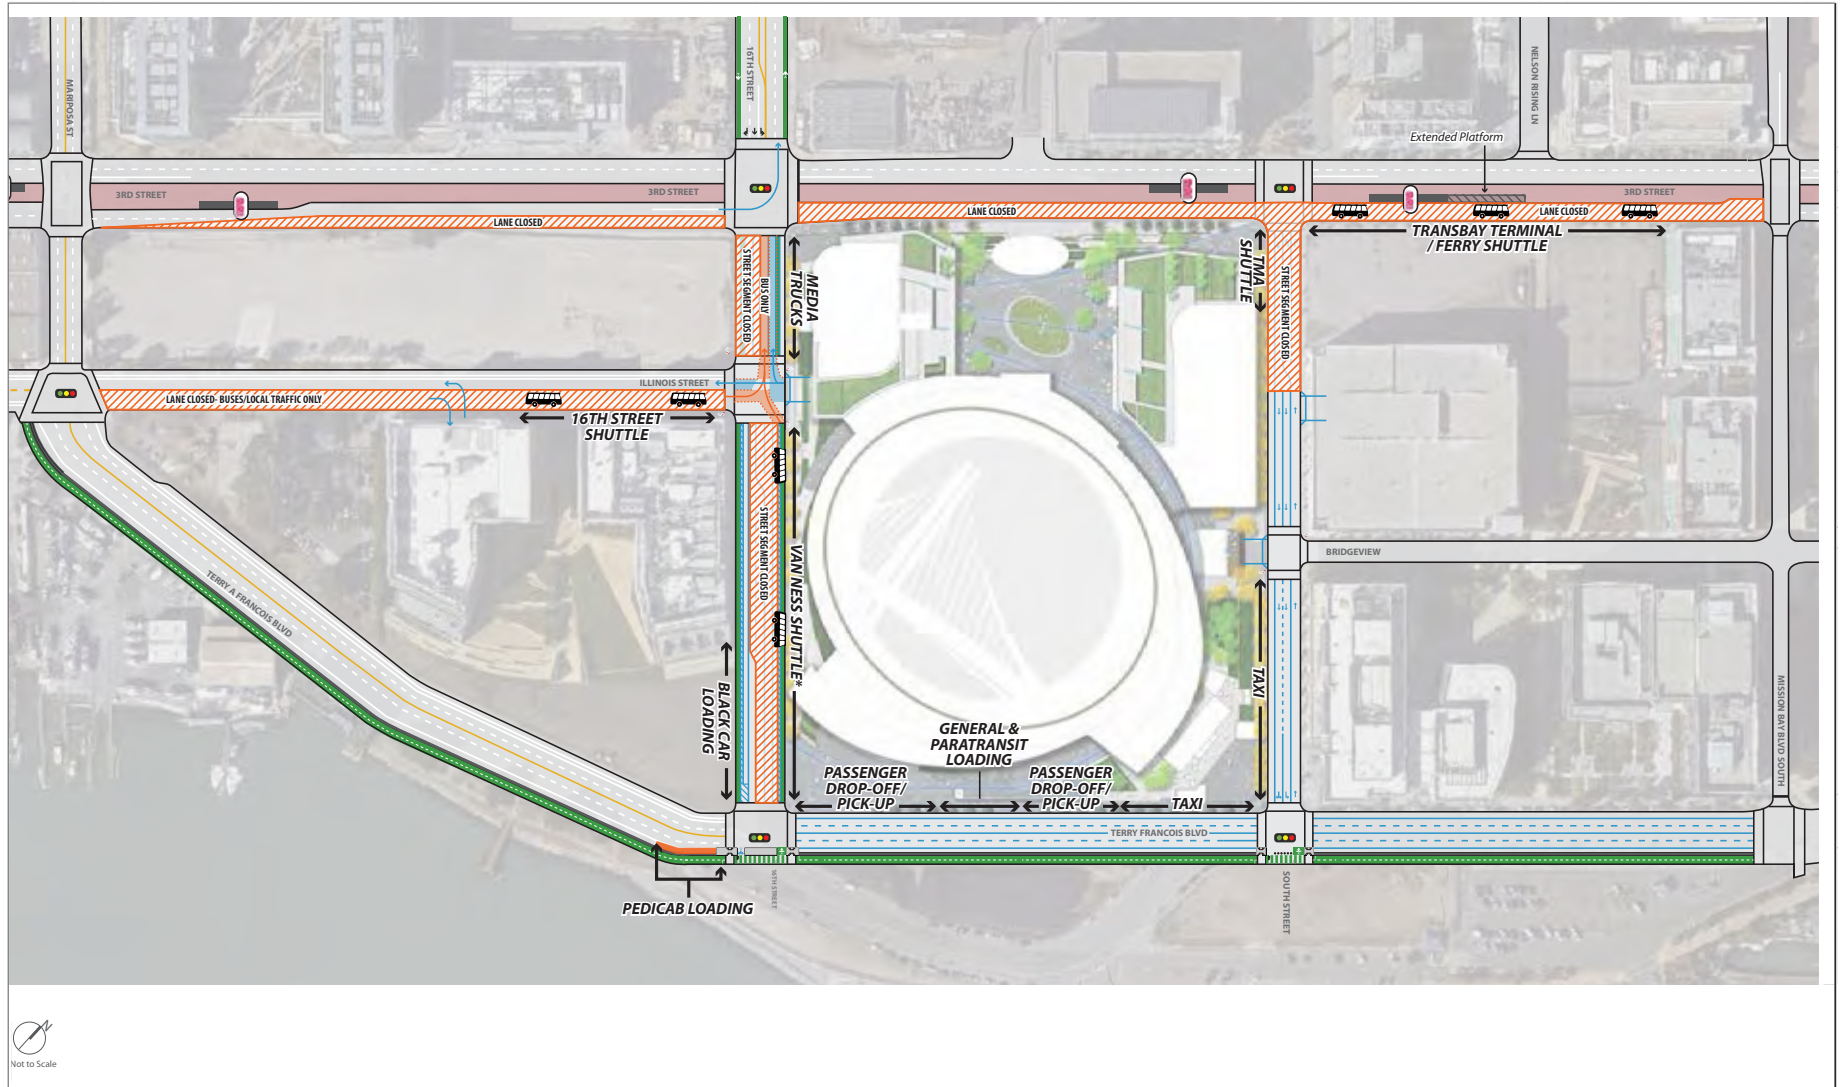 MARIPOSA ST
16TH STREET
NELSON RISING LN
Extended Platform
3RD STREET
3RD STREET
3RD STREET
LANE CLOSED
LANE CLOSED
LANE CLOSED
TRANSBAY TERMINAL
/ FERRY SHUTTLE
STREET SEGMENT CLOSED
BUS ONLY
MEDIA
TRUCKS
TMA
SHUTTLE
STREET SEGMENT CLOSED
ILLINOIS STREET
LANE CLOSED- BUSES/LOCAL TRAFFIC ONLY
16TH STREET
SHUTTLE
STREET SEGMENT CLOSED
VAN NESS SHUTTLE*
BRIDGEVIEW
TERRY A FRANCOIS BLVD
BLACK CAR
LOADING
TAXI
MISSION BAY BLVD SOUTH
GENERAL &
PARATRANSIT
LOADING
PASSENGER
DROP-OFF/
PICK-UP
PASSENGER
DROP-OFF/
PICK-UP
TAXI
TERRY FRANCOIS BLVD
PEDICAB LOADING
16TH STREET
SOUTH STREET
N
Not to Scale